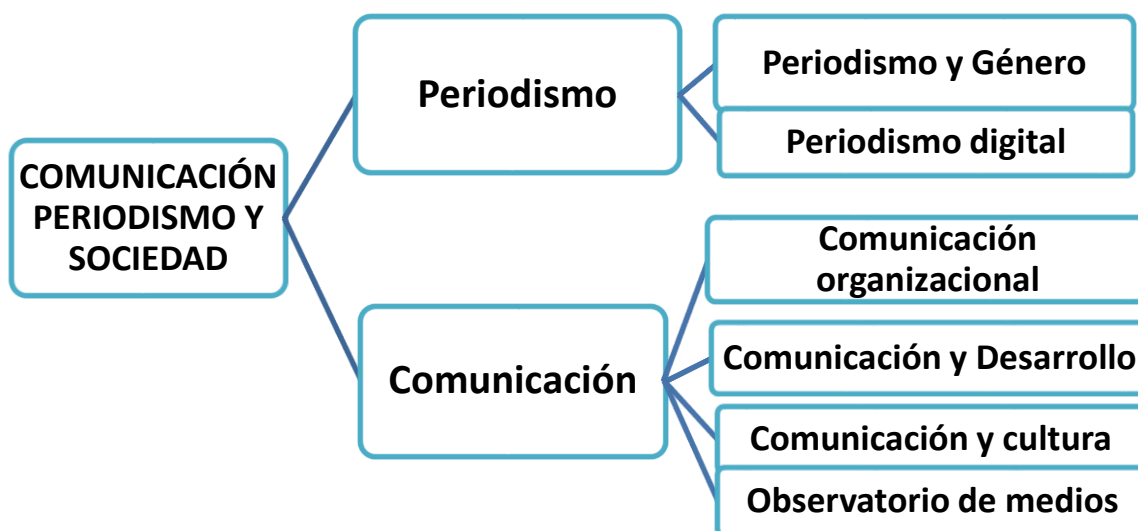 COMUNICACIÓN
PERIODISMO Y
SOCIEDAD
Periodismo
Periodismo y Género
Periodismo digital
Comunicación
Comunicación
organizacional
Comunicación y Desarrollo
Comunicación y cultura
Observatorio de medios